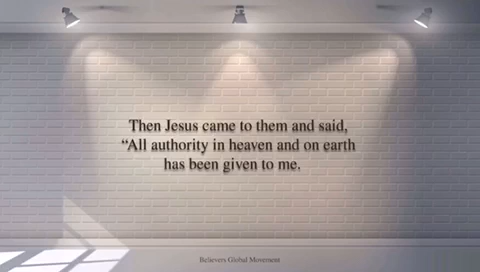 Then Jesus came to them and said,
“All authority in heaven and on earth
has been given to me.
Believers Global Movement